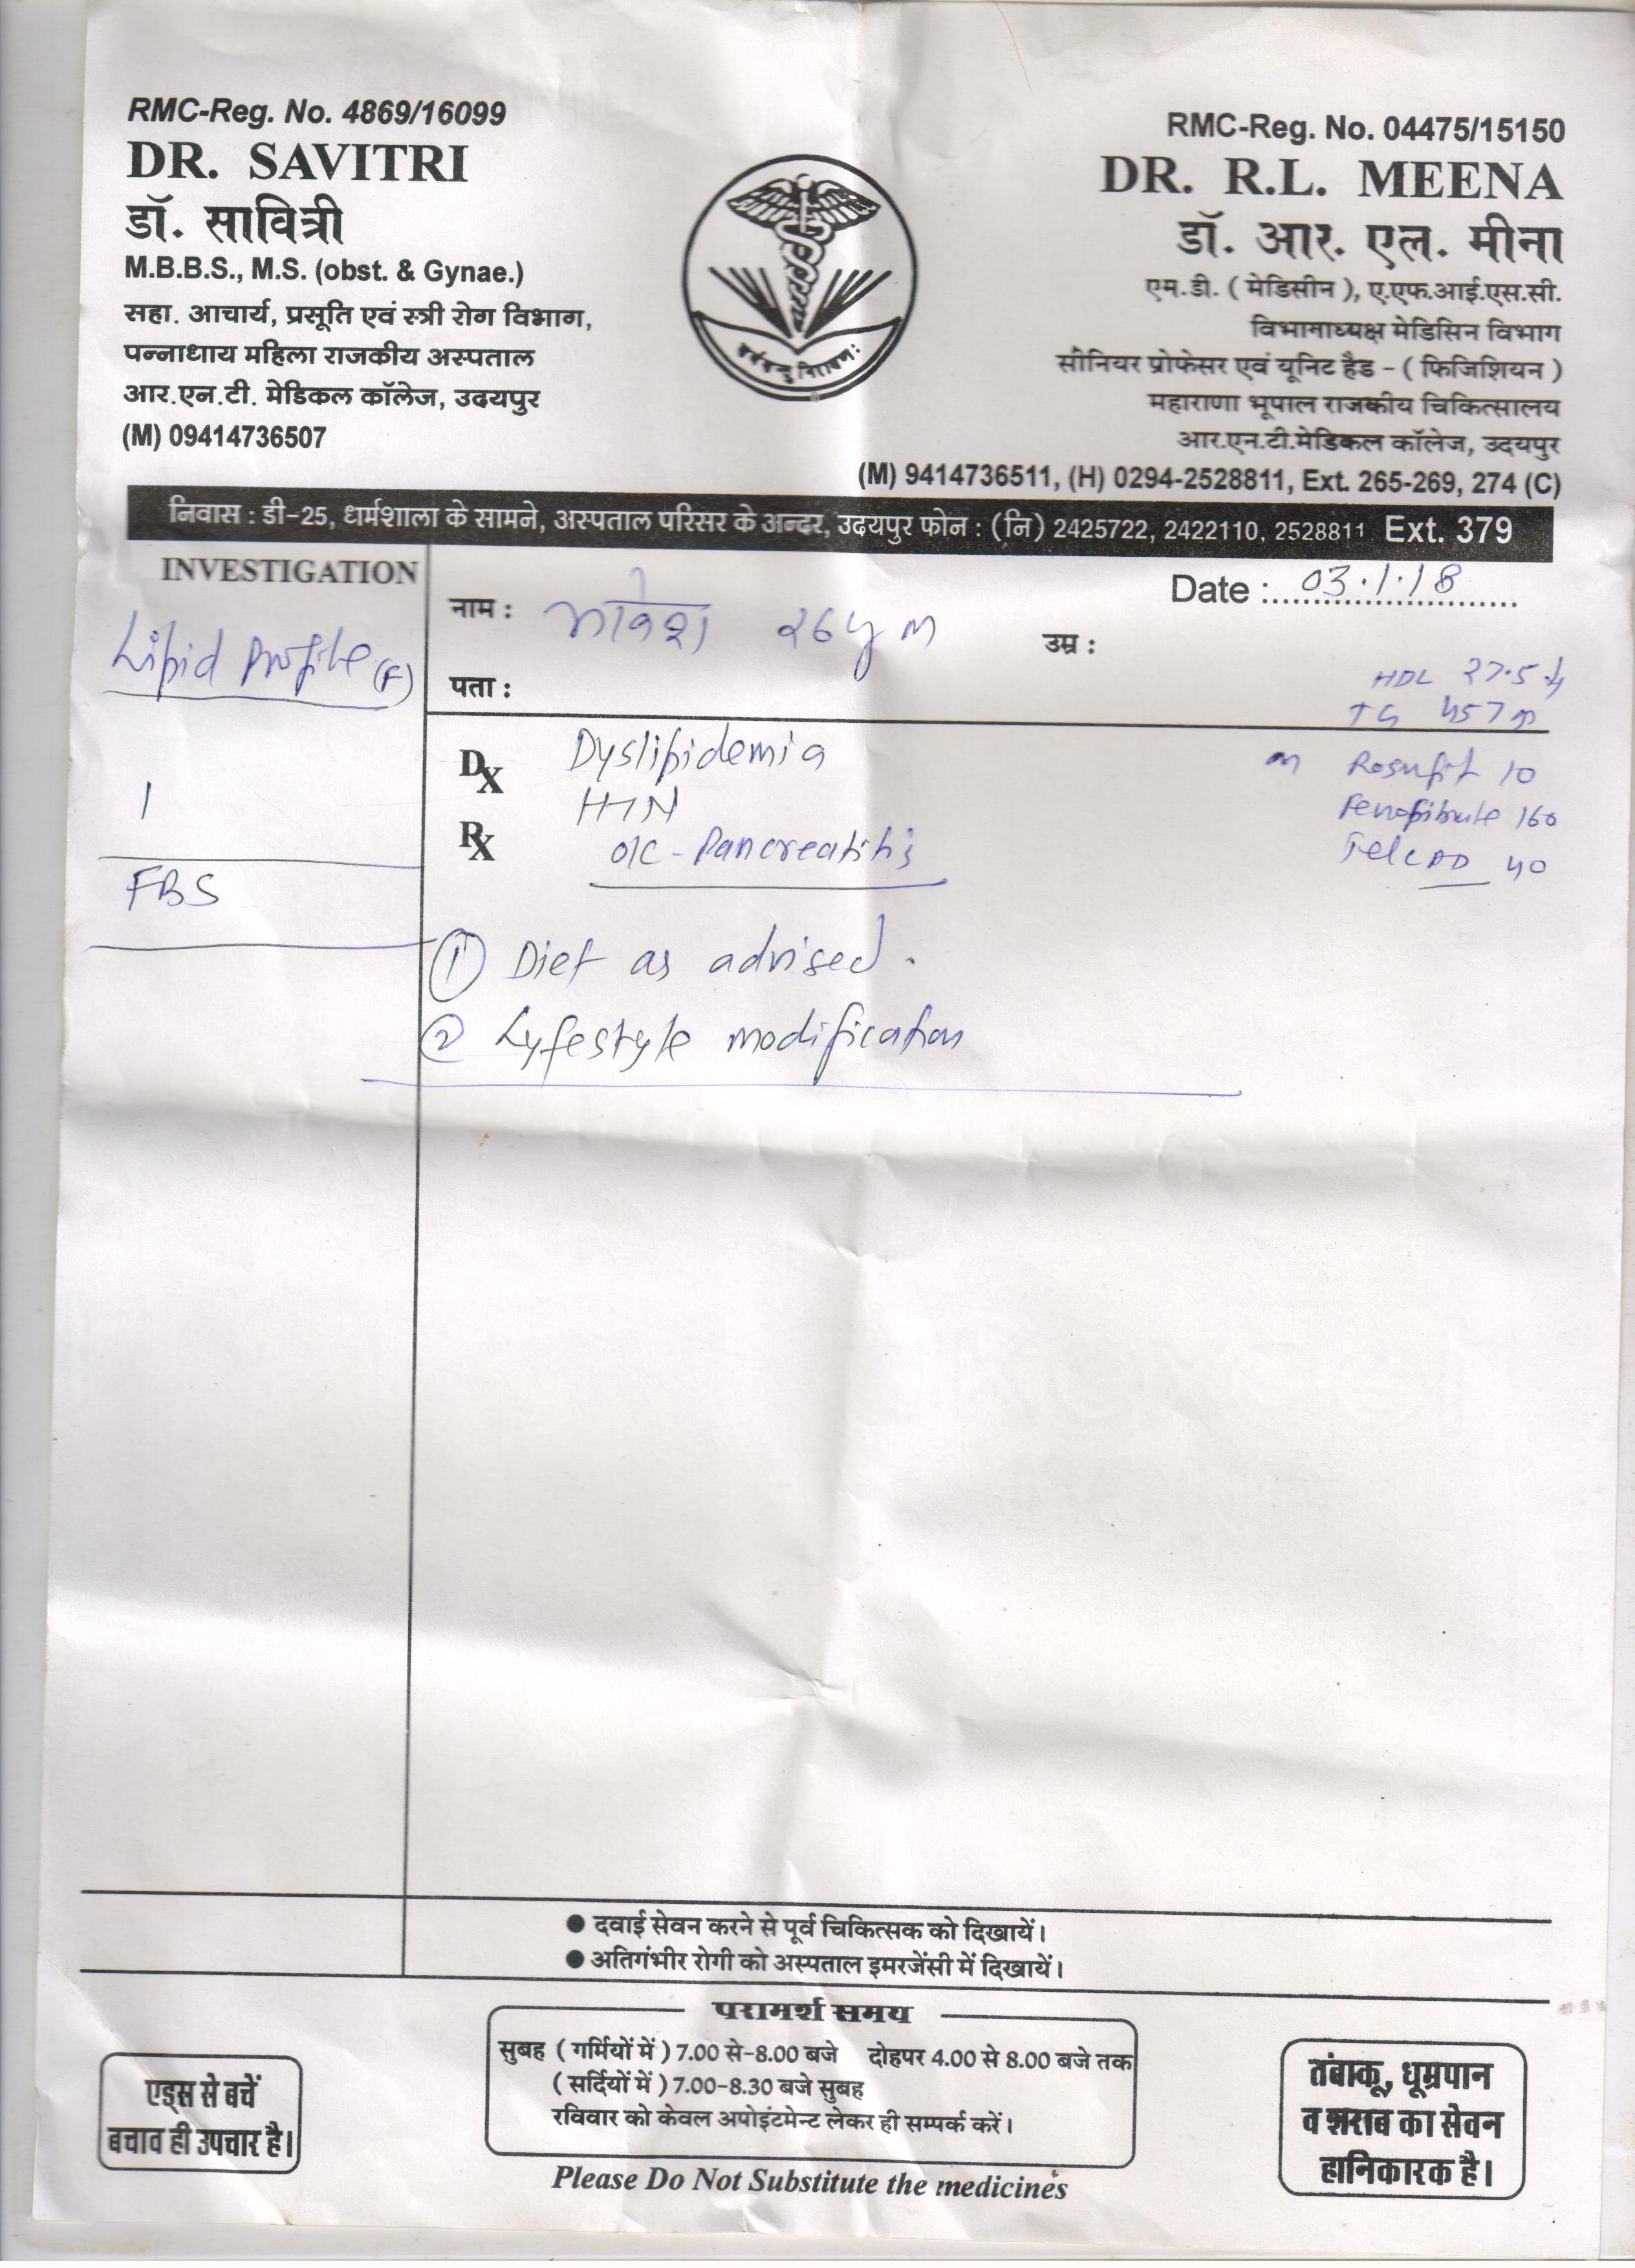 RMC-Reg. No. 4869/16099
DR. SAVITRI
डॉ. सावित्री
M.B.B.S., M.S. (obst. & Gynae.)
सहा. आचार्य, प्रसूति एवं स्त्री रोग विभाग,
पन्नाधाय महिला राजकीय अस्पताल
आर.एन.टी. मेडिकल कॉलेज, उदयपुर
(M) 09414736507
RMC-Reg. No. 04475/15150
DR. R.L. MEENA
डॉ. आर. एल. मीना
एम.डी. ( मेडिसीन ), ए.एफ.आई.एस.सी.
विभागाध्यक्ष मेडिसिन विभाग
सीनियर प्रोफेसर एवं यूनिट हैड - ( फिजिशियन )
महाराणा भूपाल राजकीय चिकित्सालय
आर.एन.टी.मेडिकल कॉलेज, उदयपुर
(M) 9414736511, (H) 0294-2528811, Ext. 265-269, 274 (C)
निवास : डी-25, धर्मशाला के सामने, अस्पताल परिसर के अन्दर, उदयपुर फोन : (नि) 2425722, 2422110, 2528811 Ext. 379
INVESTIGATION
Lipid Profile (F)
1
FBS
Date : 03.1.18
नाम : 26y m
उम्र :
पता :
HDL 27.5 ↓
TG 457 ↑
Dx Dyslipidemia
HTN
Rx O/C - Pancreatitis
Rosufit 10
Fenofibrate 160
Tel 40
① Diet as advised.
② Lyfestyle modification
● दवाई सेवन करने से पूर्व चिकित्सक को दिखायें।
● अतिगंभीर रोगी को अस्पताल इमरजेंसी में दिखायें।
परामर्श समय
सुबह ( गर्मियों में ) 7.00 से-8.00 बजे दोहपर 4.00 से 8.00 बजे तक
( सर्दियों में ) 7.00-8.30 बजे सुबह
रविवार को केवल अपोइंटमेन्ट लेकर ही सम्पर्क करें।
एड्स से बचें
बचाव ही उपचार है।
तंबाकू, धूम्रपान
व शराब का सेवन
हानिकारक है।
Please Do Not Substitute the medicines